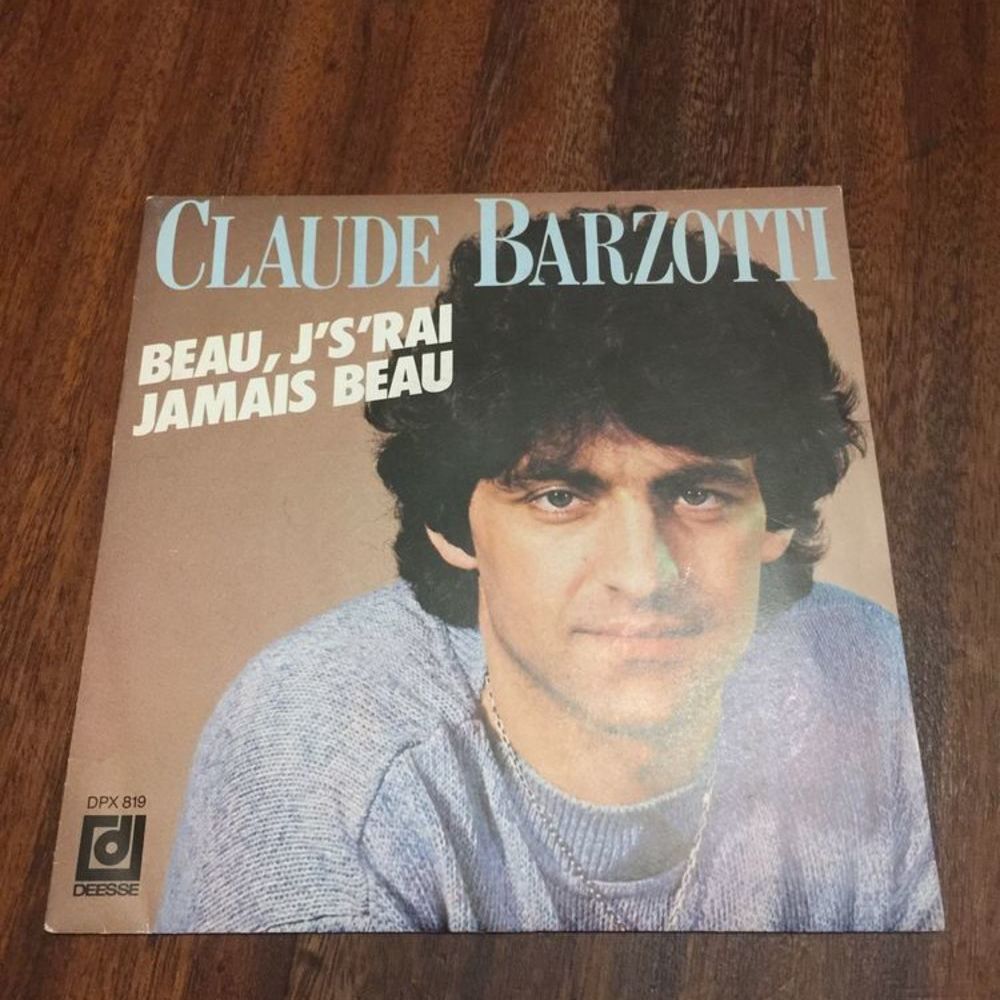 CLAUDE BARZOTTI
BEAU, J'S'RAI
JAMAIS BEAU
DPX 819
d
DEESSE